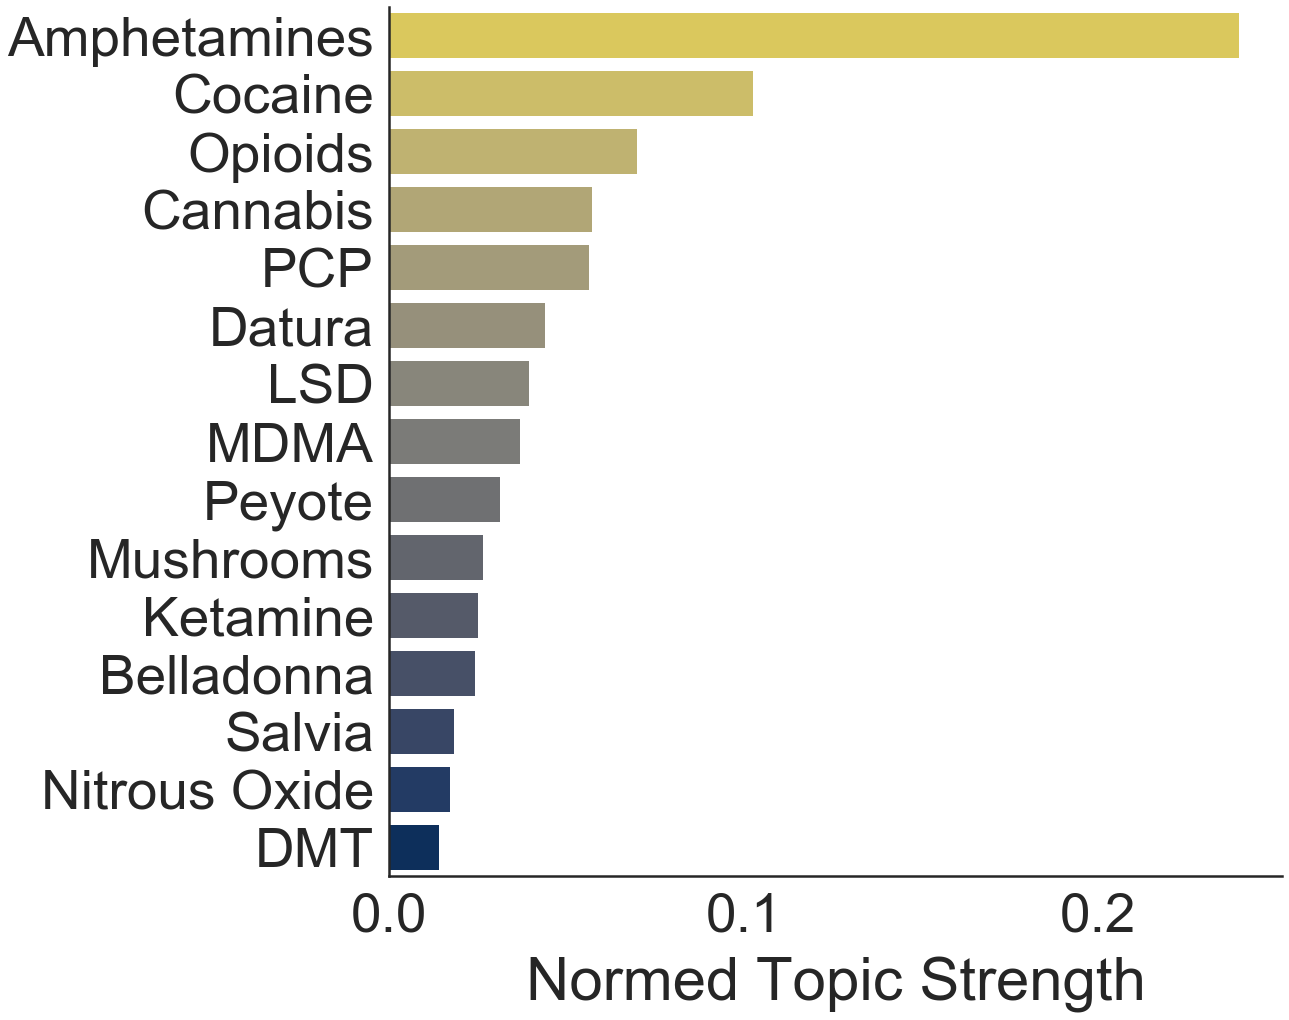 Amphetamines
Cocaine
Opioids
Cannabis
PCP
Datura
LSD
MDMA
Peyote
Mushrooms
Ketamine
Belladonna
Salvia
Nitrous Oxide
DMT
0.0 0.1 0.2
Normed Topic Strength